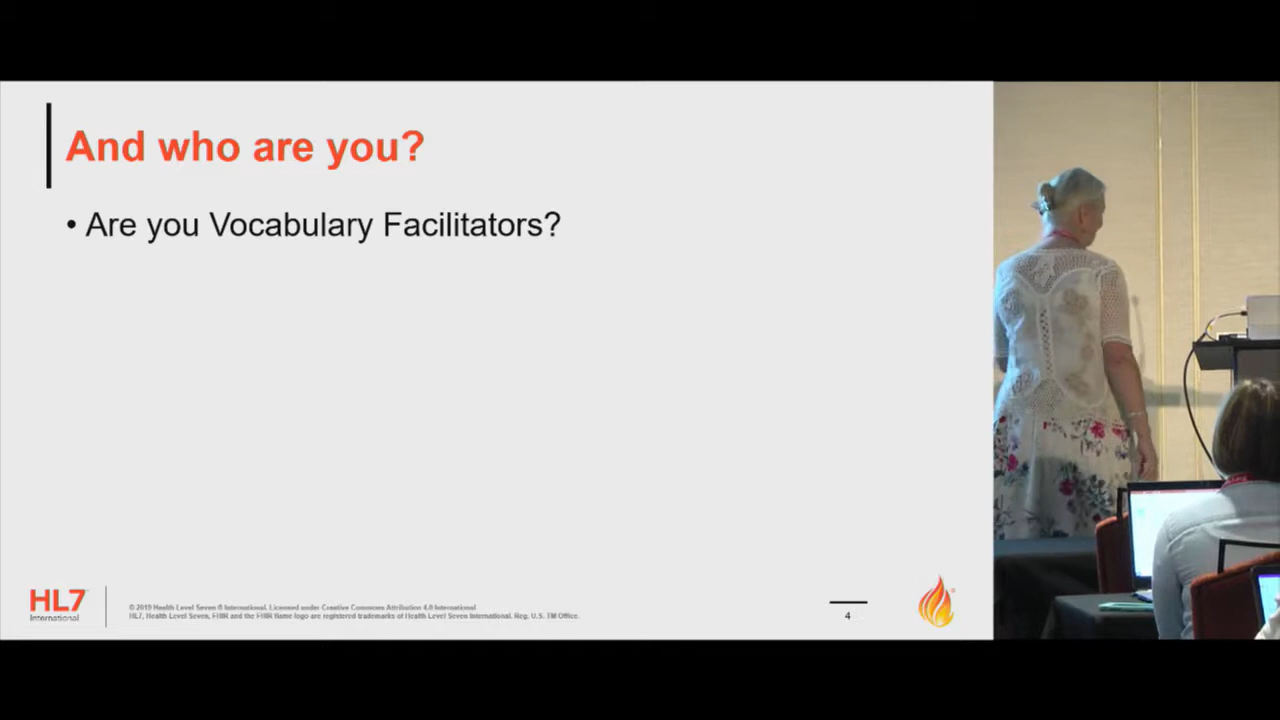 And who are you?
• Are you Vocabulary Facilitators?
HL7
International
© 2019 Health Level Seven ® International. Licensed under Creative Commons Attribution 4.0 International
HL7, Health Level Seven, FHIR and the FHIR flame logo are registered trademarks of Health Level Seven International. Reg. U.S. TM Office.
4